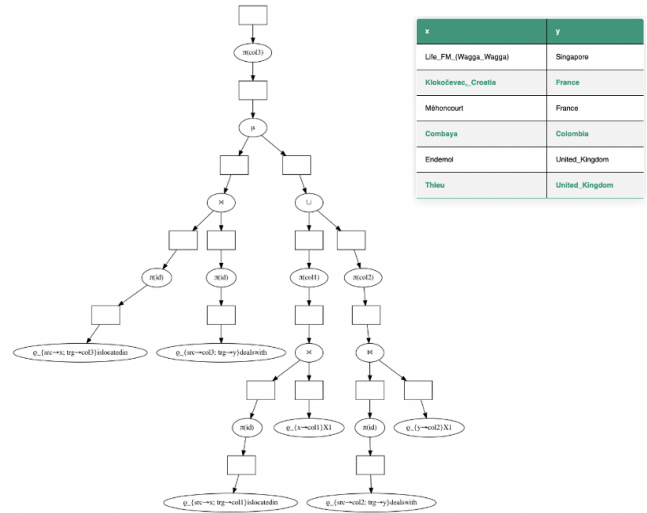 π(col3)
μ
⋈
∪
π(id)
π(id)
π(col1)
π(col2)
ϱ_{src→x; trg→col3}islocatedin
ϱ_{src→col3; trg→y}dealswith
⋈
⋈
π(id)
ϱ_{x→col1}X1
π(id)
ϱ_{y→col2}X1
ϱ_{src→x; trg→col1}islocatedin
ϱ_{src→col2; trg→y}dealswith
x y
Life_FM_(Wagga_Wagga) Singapore
Klokočevac,_Croatia France
Méhoncourt France
Combaya Colombia
Endemol United_Kingdom
Thieu United_Kingdom